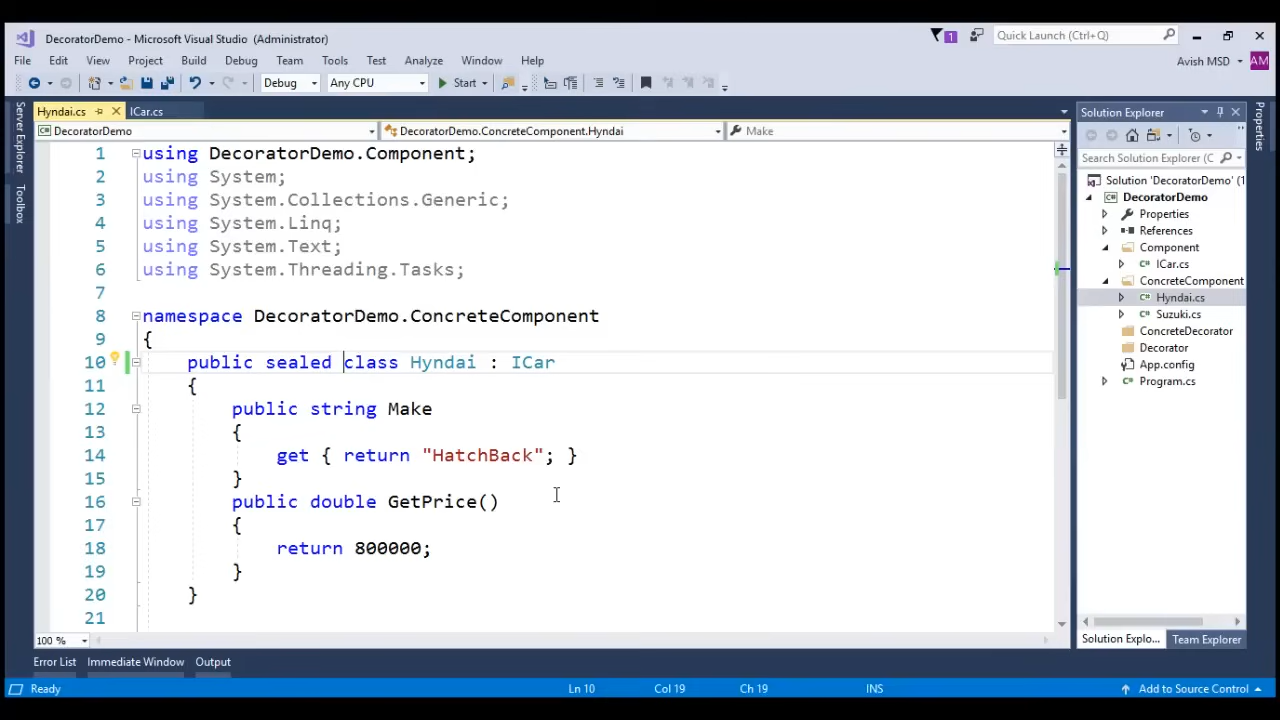 DecoratorDemo - Microsoft Visual Studio (Administrator)
1
Quick Launch (Ctrl+Q)
File Edit View Project Build Debug Team Tools Test Analyze Window Help
Avish MSD
AM
Debug Any CPU Start
Server Explorer
Toolbox
Hyndai.cs ICar.cs
DecoratorDemo DecoratorDemo.ConcreteComponent.Hyndai Make
1 using DecoratorDemo.Component;
2 using System;
3 using System.Collections.Generic;
4 using System.Linq;
5 using System.Text;
6 using System.Threading.Tasks;
7
8 namespace DecoratorDemo.ConcreteComponent
9 {
10 public sealed class Hyndai : ICar
11 {
12 public string Make
13 {
14 get { return "HatchBack"; }
15 }
16 public double GetPrice()
17 {
18 return 800000;
19 }
20 }
21
100 %
Solution Explorer
Search Solution Explorer (C
Solution 'DecoratorDemo' (1
C# DecoratorDemo
Properties
References
Component
C# ICar.cs
ConcreteComponent
C# Hyndai.cs
C# Suzuki.cs
ConcreteDecorator
Decorator
App.config
C# Program.cs
Solution Explo... Team Explorer
Properties
Error List Immediate Window Output
Ready Ln 10 Col 19 Ch 19 INS Add to Source Control